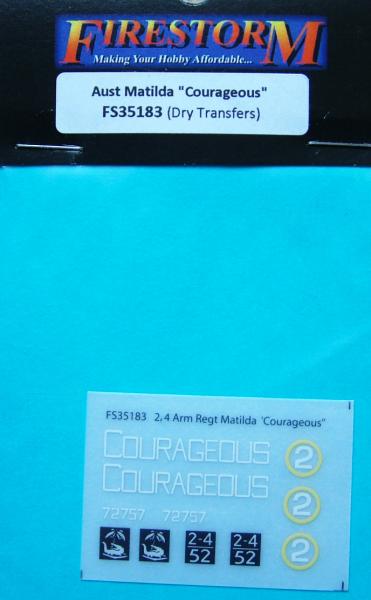 FIRESTORM
Making Your Hobby Affordable...
Aust Matilda "Courageous"
FS35183 (Dry Transfers)
FS35183 2,4 Arm Regt Matilda 'Courageous"
COURAGEOUS
COURAGEOUS
2
2
72757 72757
2-4 2-4
52 52
2